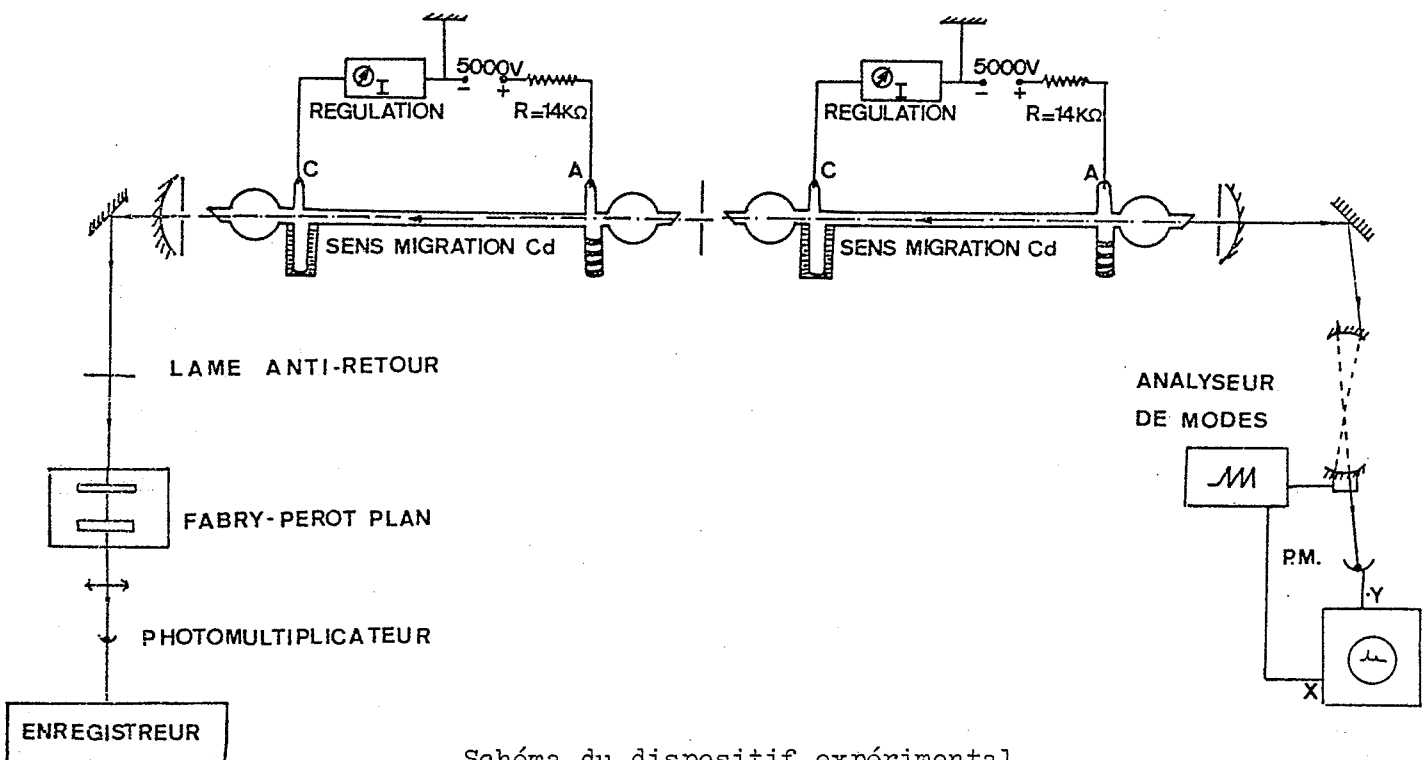 5000V
I
- +
REGULATION
R=14KΩ
C
A
SENS MIGRATION Cd
5000V
I
- +
REGULATION
R=14KΩ
C
A
SENS MIGRATION Cd
LAME ANTI-RETOUR
FABRY-PEROT PLAN
PHOTOMULTIPLICATEUR
ENREGISTREUR
ANALYSEUR
DE MODES
P.M.
Y
X
Schéma du dispositif expérimental